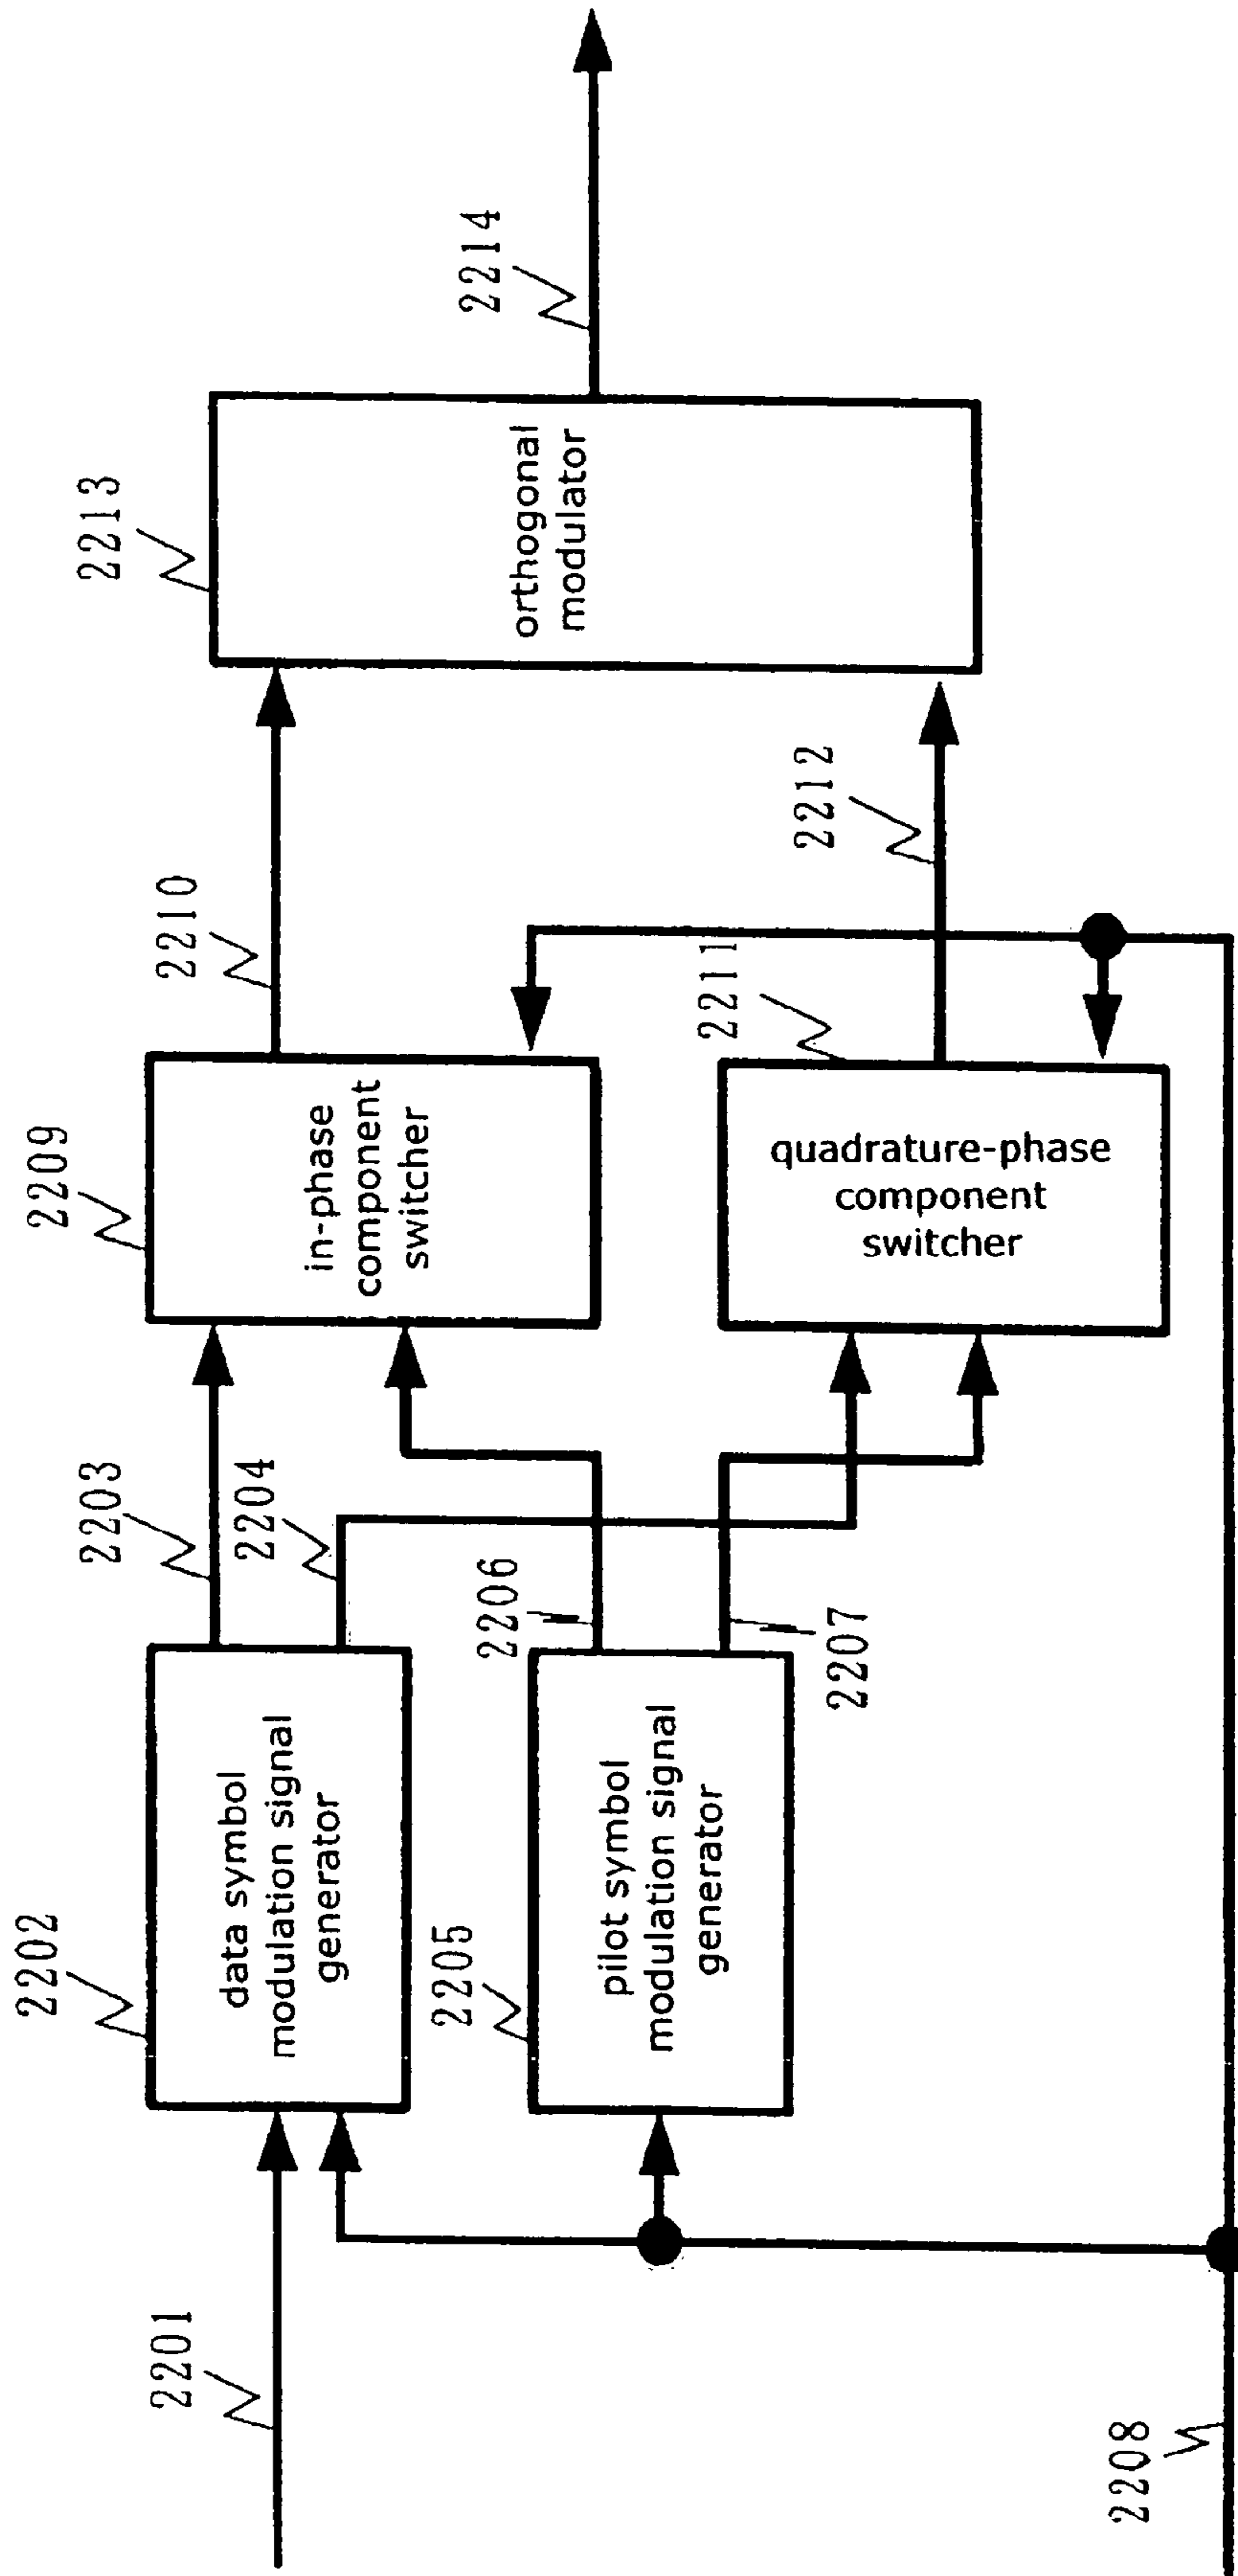 2201
2202
data symbol
modulation signal
generator
2203
2204
2205
pilot symbol
modulation signal
generator
2206
2207
2208
2209
in-phase
component
switcher
2210
2211
quadrature-phase
component
switcher
2212
2213
orthogonal
modulator
2214